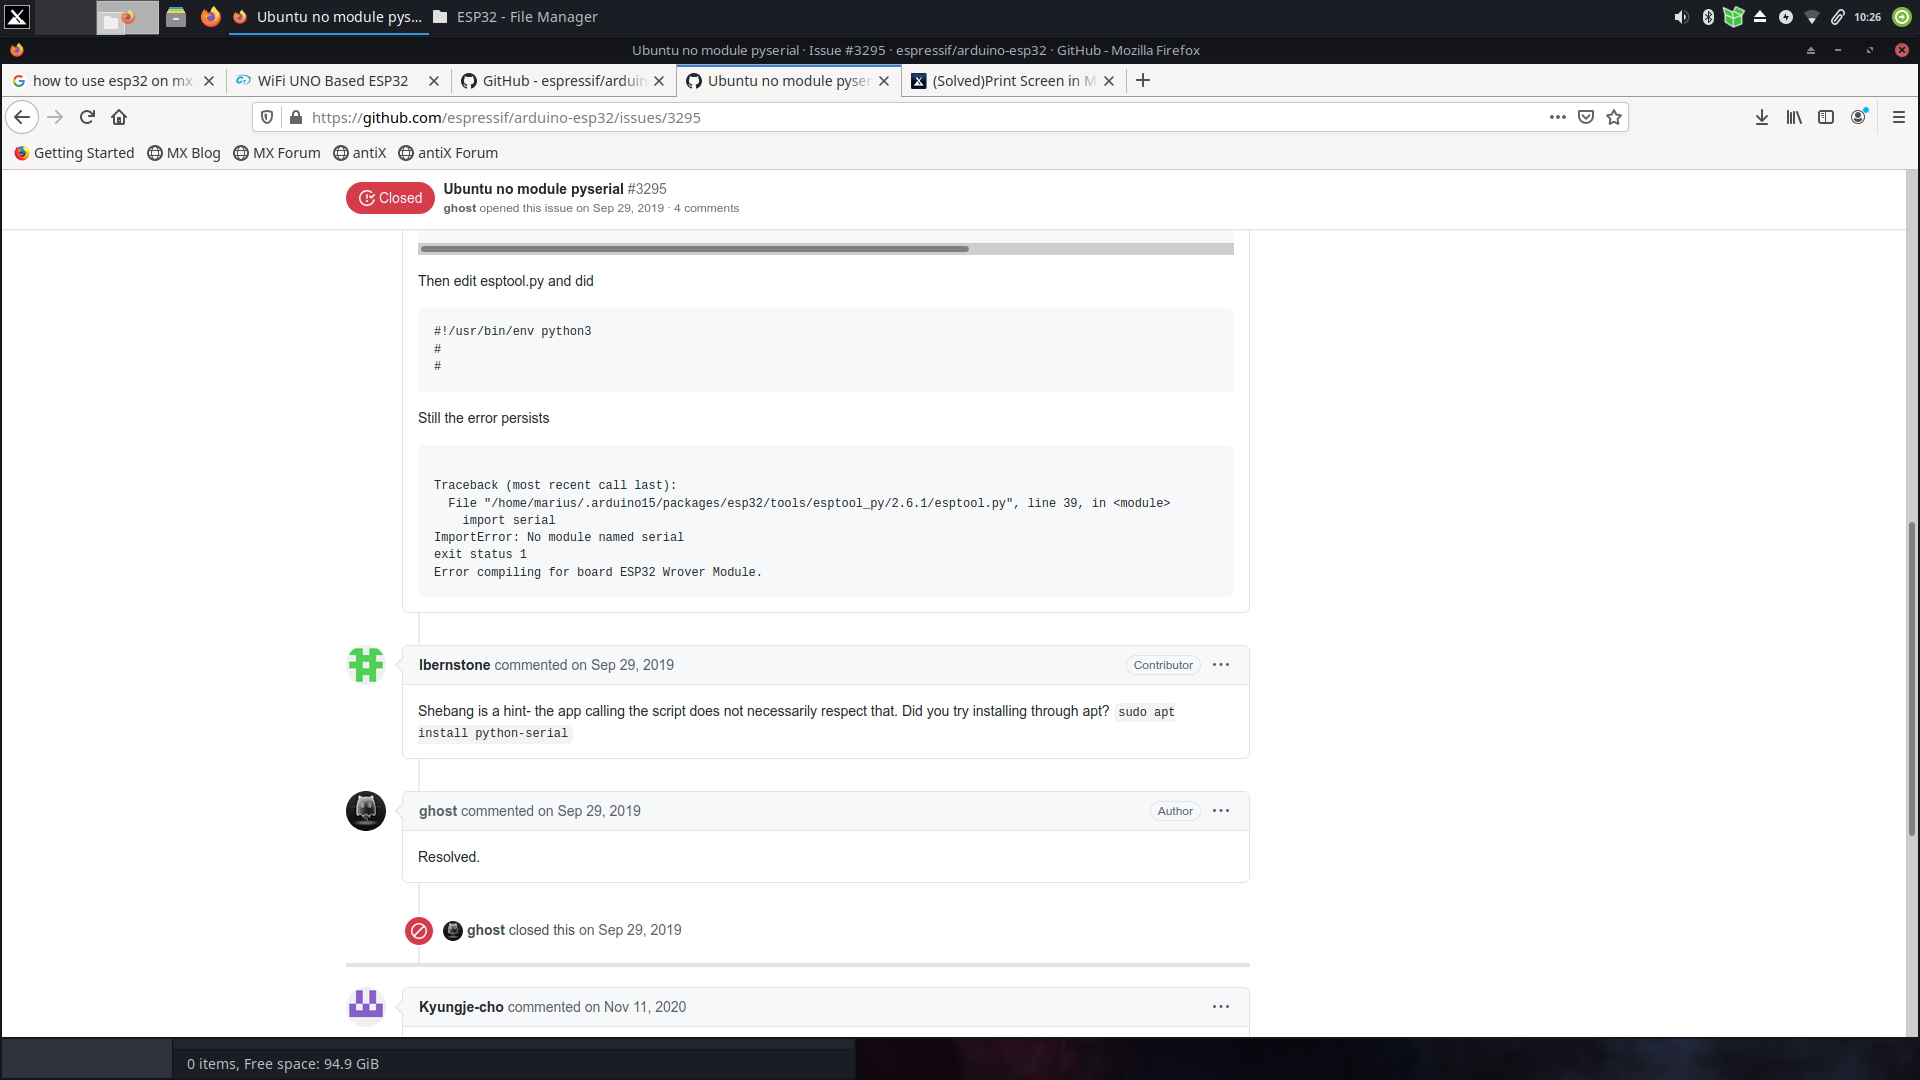 Ubuntu no module pys...
ESP32 - File Manager
10:26
Ubuntu no module pyserial · Issue #3295 · espressif/arduino-esp32 · GitHub - Mozilla Firefox
how to use esp32 on mx
WiFi UNO Based ESP32
GitHub - espressif/arduin
Ubuntu no module pyser
(Solved)Print Screen in M
https://github.com/espressif/arduino-esp32/issues/3295
Getting Started
MX Blog
MX Forum
antiX
antiX Forum
Closed
Ubuntu no module pyserial #3295
ghost opened this issue on Sep 29, 2019 · 4 comments
Then edit esptool.py and did
#!/usr/bin/env python3
#
#
Still the error persists
Traceback (most recent call last):
File "/home/marius/.arduino15/packages/esp32/tools/esptool_py/2.6.1/esptool.py", line 39, in <module>
import serial
ImportError: No module named serial
exit status 1
Error compiling for board ESP32 Wrover Module.
lbernstone commented on Sep 29, 2019
Contributor
Shebang is a hint- the app calling the script does not necessarily respect that. Did you try installing through apt? sudo apt
install python-serial
ghost commented on Sep 29, 2019
Author
Resolved.
ghost closed this on Sep 29, 2019
Kyungje-cho commented on Nov 11, 2020
0 items, Free space: 94.9 GiB